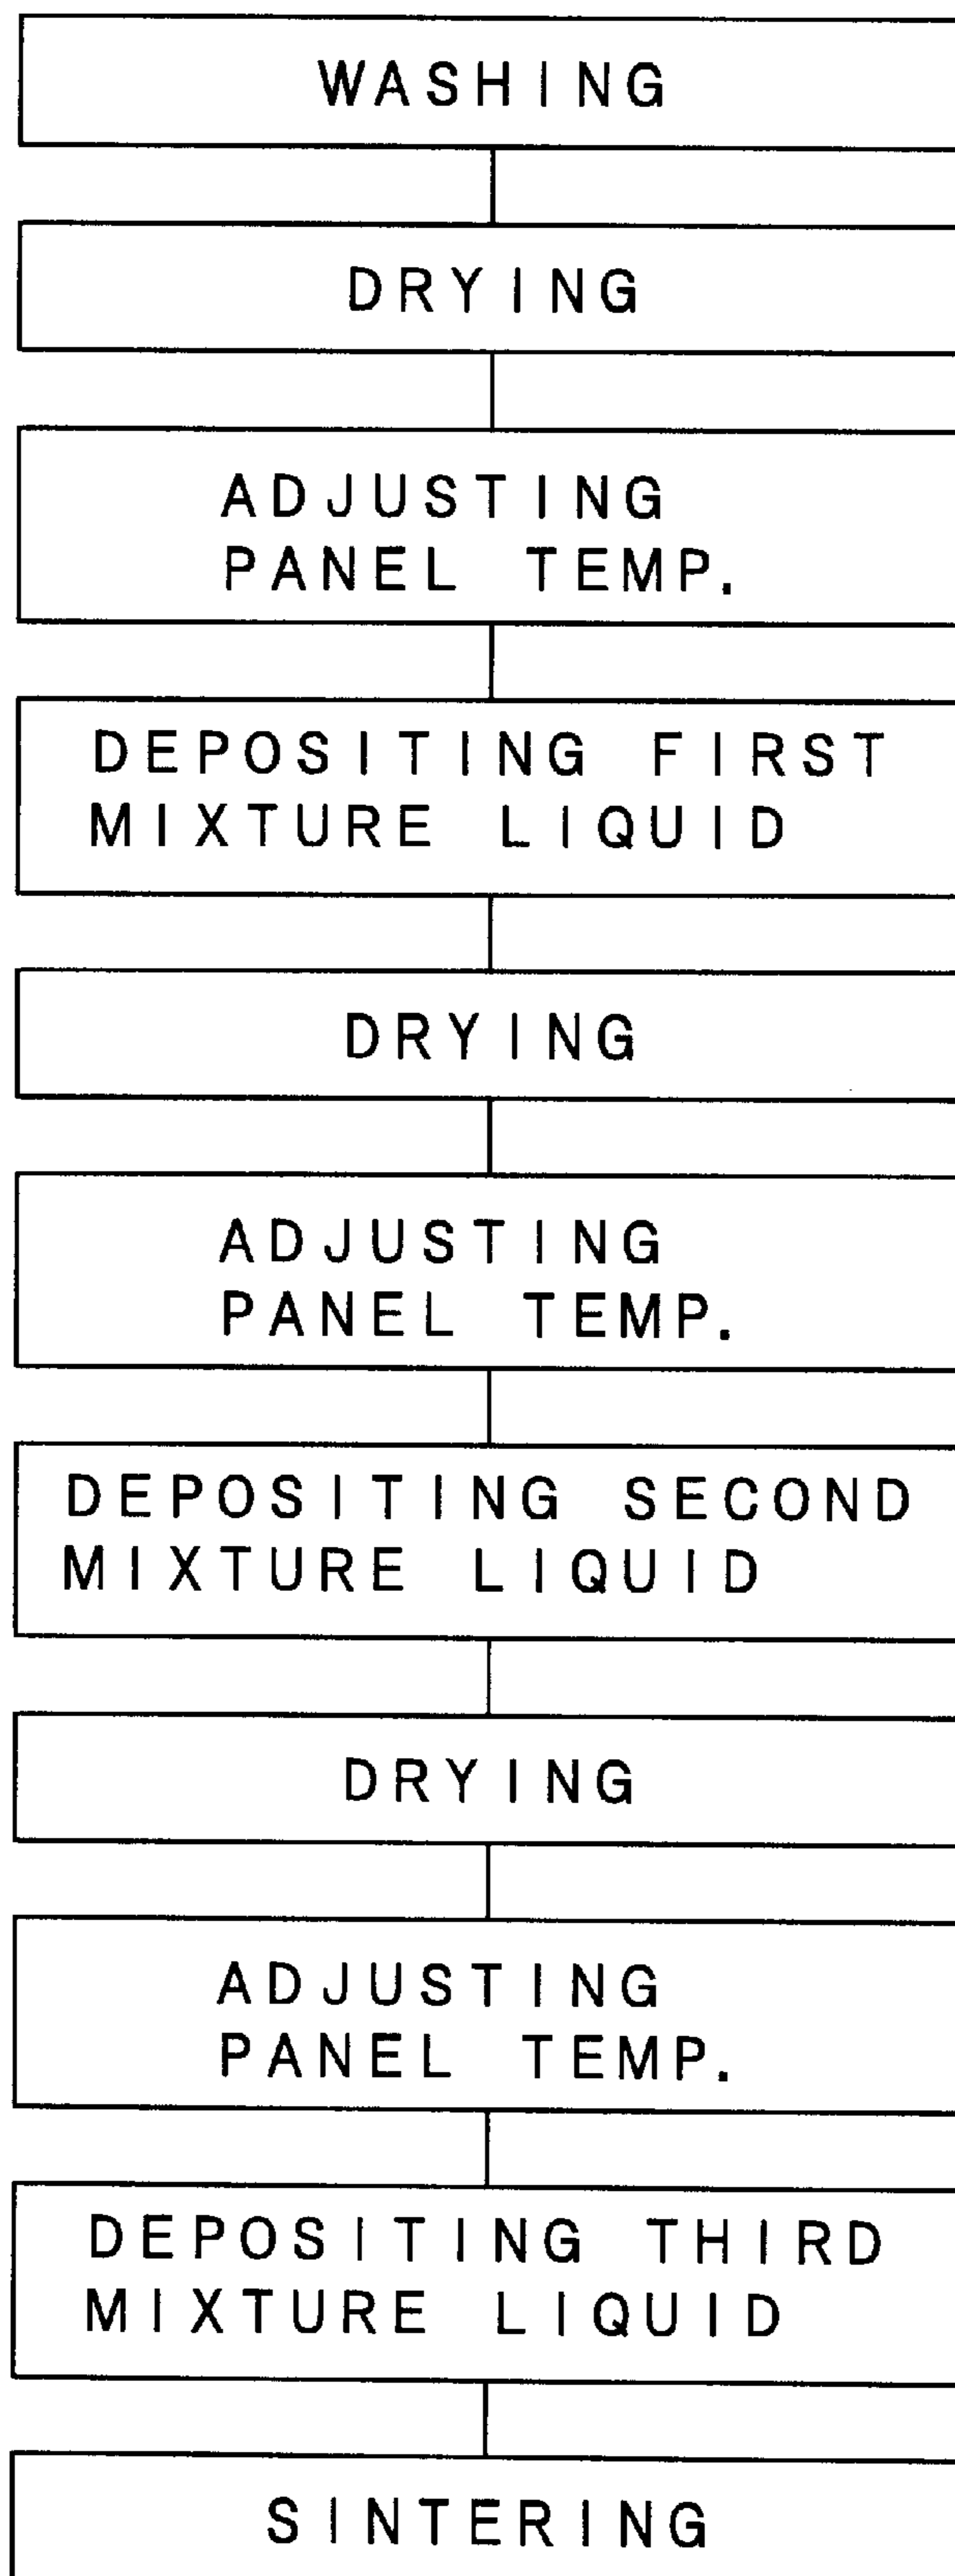 WASHING
DRYING
ADJUSTING
PANEL TEMP.
DEPOSITING FIRST
MIXTURE LIQUID
DRYING
ADJUSTING
PANEL TEMP.
DEPOSITING SECOND
MIXTURE LIQUID
DRYING
ADJUSTING
PANEL TEMP.
DEPOSITING THIRD
MIXTURE LIQUID
SINTERING